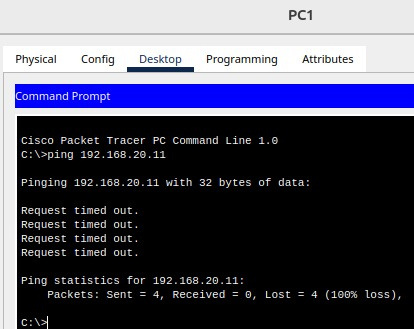 PC1
Physical Config Desktop Programming Attributes
Command Prompt
Cisco Packet Tracer PC Command Line 1.0
C:\>ping 192.168.20.11
Pinging 192.168.20.11 with 32 bytes of data:
Request timed out.
Request timed out.
Request timed out.
Request timed out.
Ping statistics for 192.168.20.11:
Packets: Sent = 4, Received = 0, Lost = 4 (100% loss),
C:\>